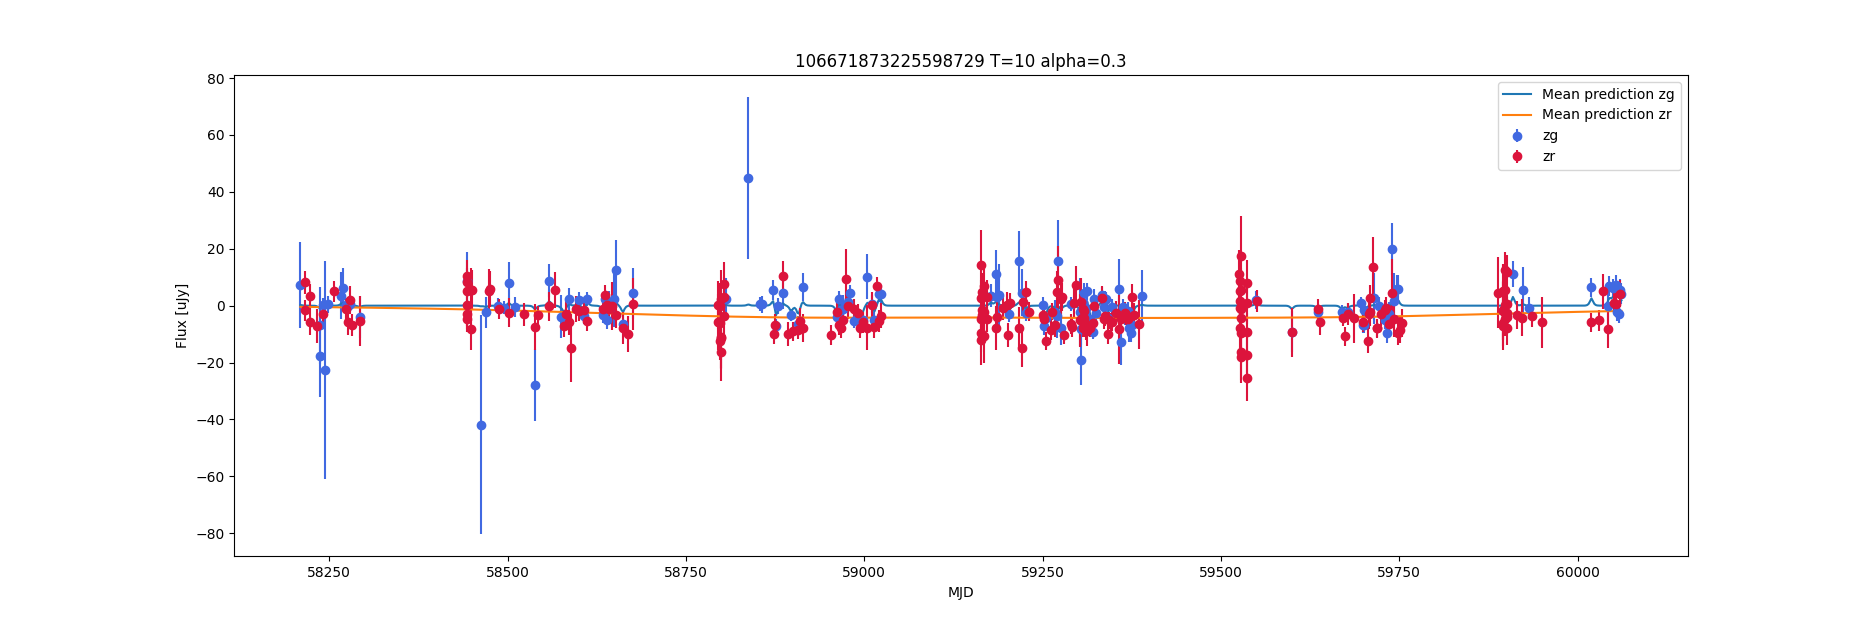 106671873225598729 T=10 alpha=0.3
80
60
40
20
0
−20
−40
−60
−80
Flux [uJy]
58250 58500 58750 59000 59250 59500 59750 60000
MJD
Mean prediction zg
Mean prediction zr
zg
zr